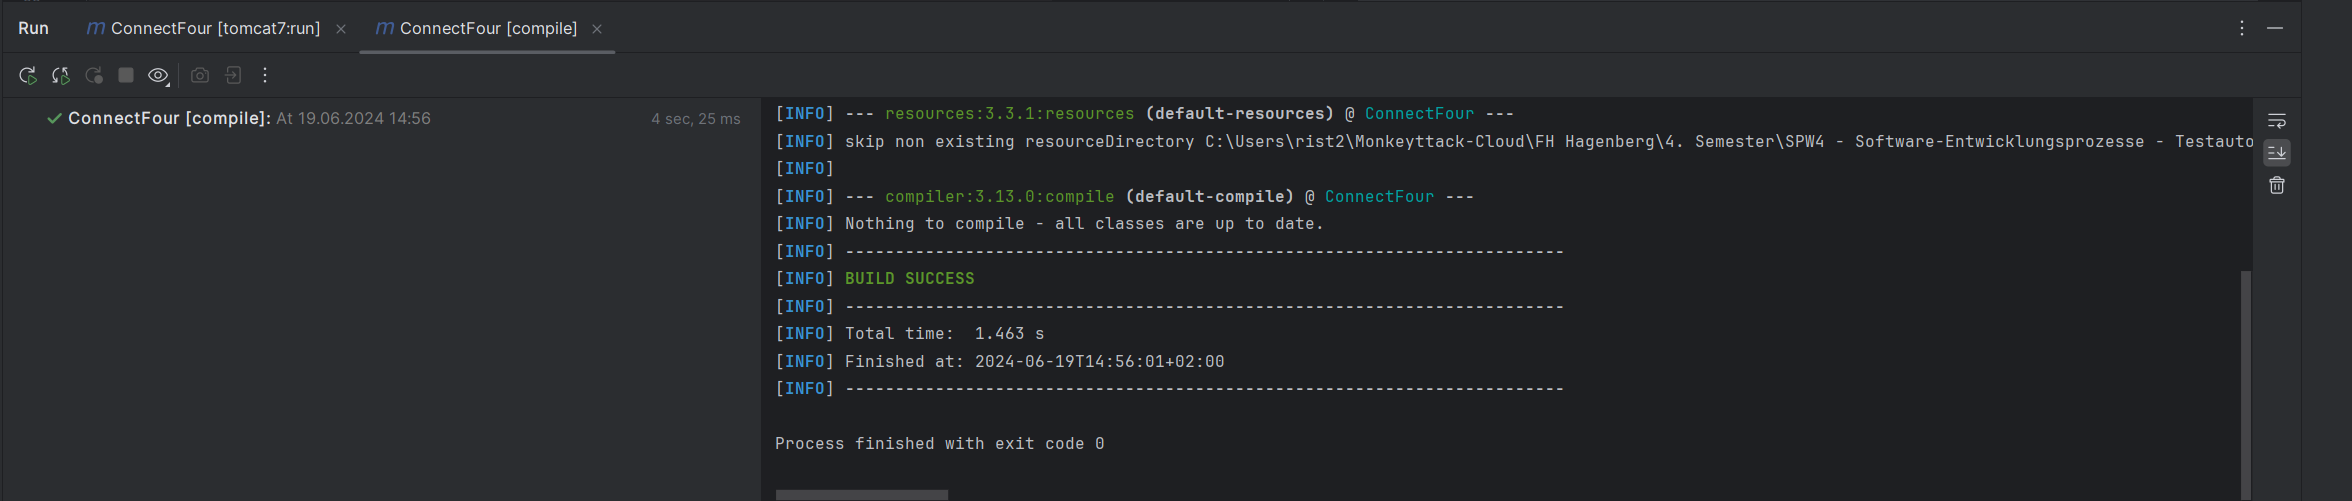 Run
ConnectFour [tomcat7:run]
ConnectFour [compile]
ConnectFour [compile]: At 19.06.2024 14:56
4 sec, 25 ms
[INFO] --- resources:3.3.1:resources (default-resources) @ ConnectFour ---
[INFO] skip non existing resourceDirectory C:\Users\rist2\Monkeyttack-Cloud\FH Hagenberg\4. Semester\SPW4 - Software-Entwicklungsprozesse - Testauto
[INFO]
[INFO] --- compiler:3.13.0:compile (default-compile) @ ConnectFour ---
[INFO] Nothing to compile - all classes are up to date.
[INFO] ------------------------------------------------------------------------
[INFO] BUILD SUCCESS
[INFO] ------------------------------------------------------------------------
[INFO] Total time:  1.463 s
[INFO] Finished at: 2024-06-19T14:56:01+02:00
[INFO] ------------------------------------------------------------------------
Process finished with exit code 0